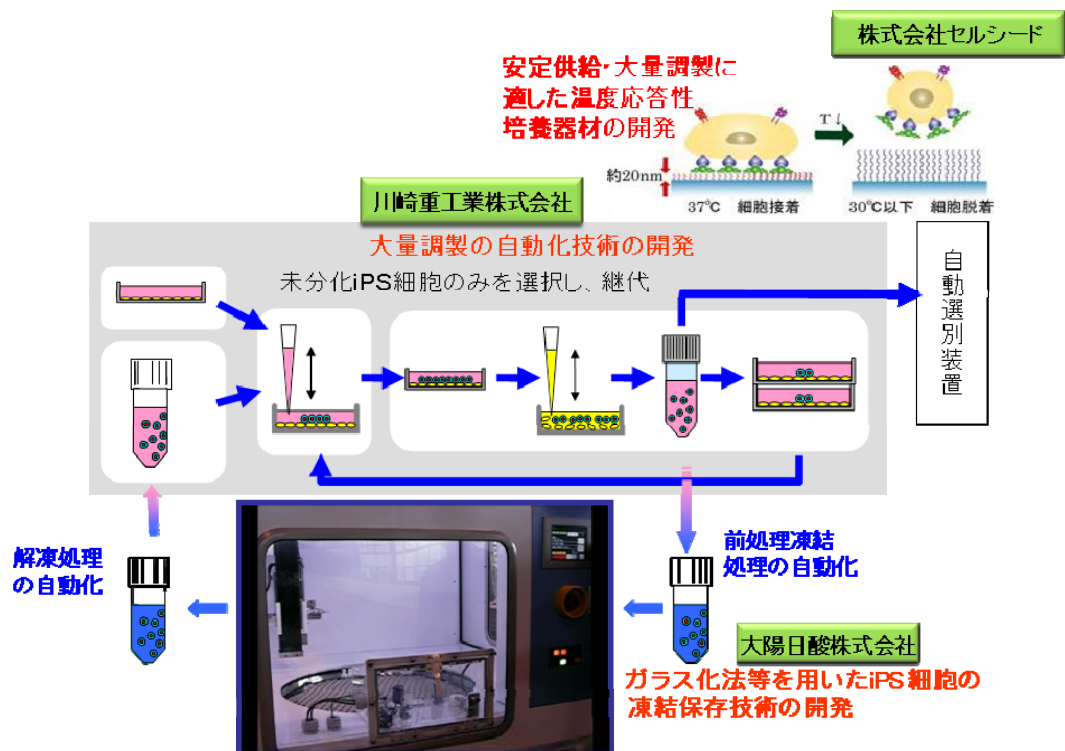 株式会社セルシード
安定供給・大量調製に
適した温度応答性
培養器材の開発
T↓
約20nm
37℃ 細胞接着
30℃以下 細胞脱着
川崎重工業株式会社
大量調製の自動化技術の開発
未分化iPS細胞のみを選択し、継代
自動選別装置
解凍処理
の自動化
前処理凍結
処理の自動化
大陽日酸株式会社
ガラス化法等を用いたiPS細胞の
凍結保存技術の開発